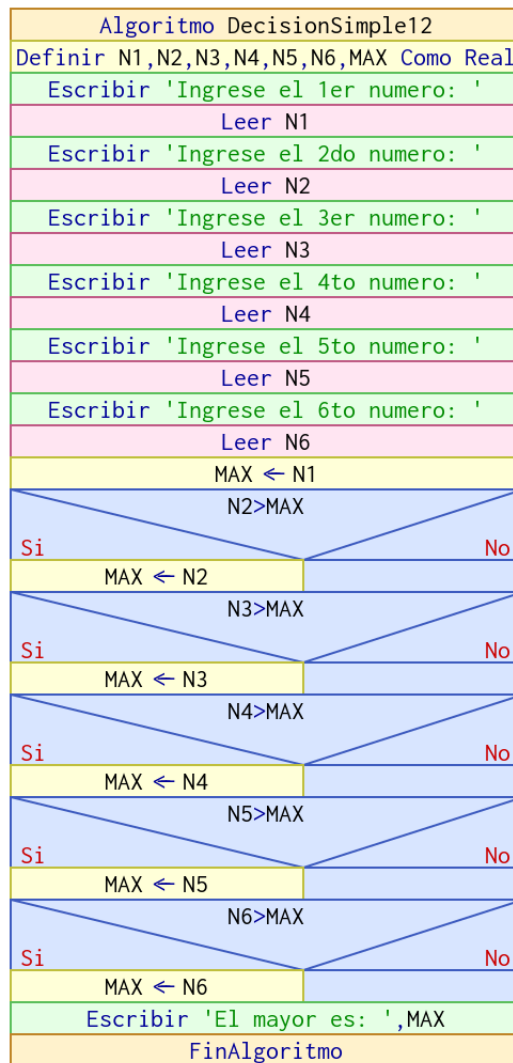 Algoritmo DecisionSimple12
Definir N1,N2,N3,N4,N5,N6,MAX Como Real
Escribir 'Ingrese el 1er numero: '
Leer N1
Escribir 'Ingrese el 2do numero: '
Leer N2
Escribir 'Ingrese el 3er numero: '
Leer N3
Escribir 'Ingrese el 4to numero: '
Leer N4
Escribir 'Ingrese el 5to numero: '
Leer N5
Escribir 'Ingrese el 6to numero: '
Leer N6
MAX ← N1
N2>MAX
Si No
MAX ← N2
N3>MAX
Si No
MAX ← N3
N4>MAX
Si No
MAX ← N4
N5>MAX
Si No
MAX ← N5
N6>MAX
Si No
MAX ← N6
Escribir 'El mayor es: ',MAX
FinAlgoritmo